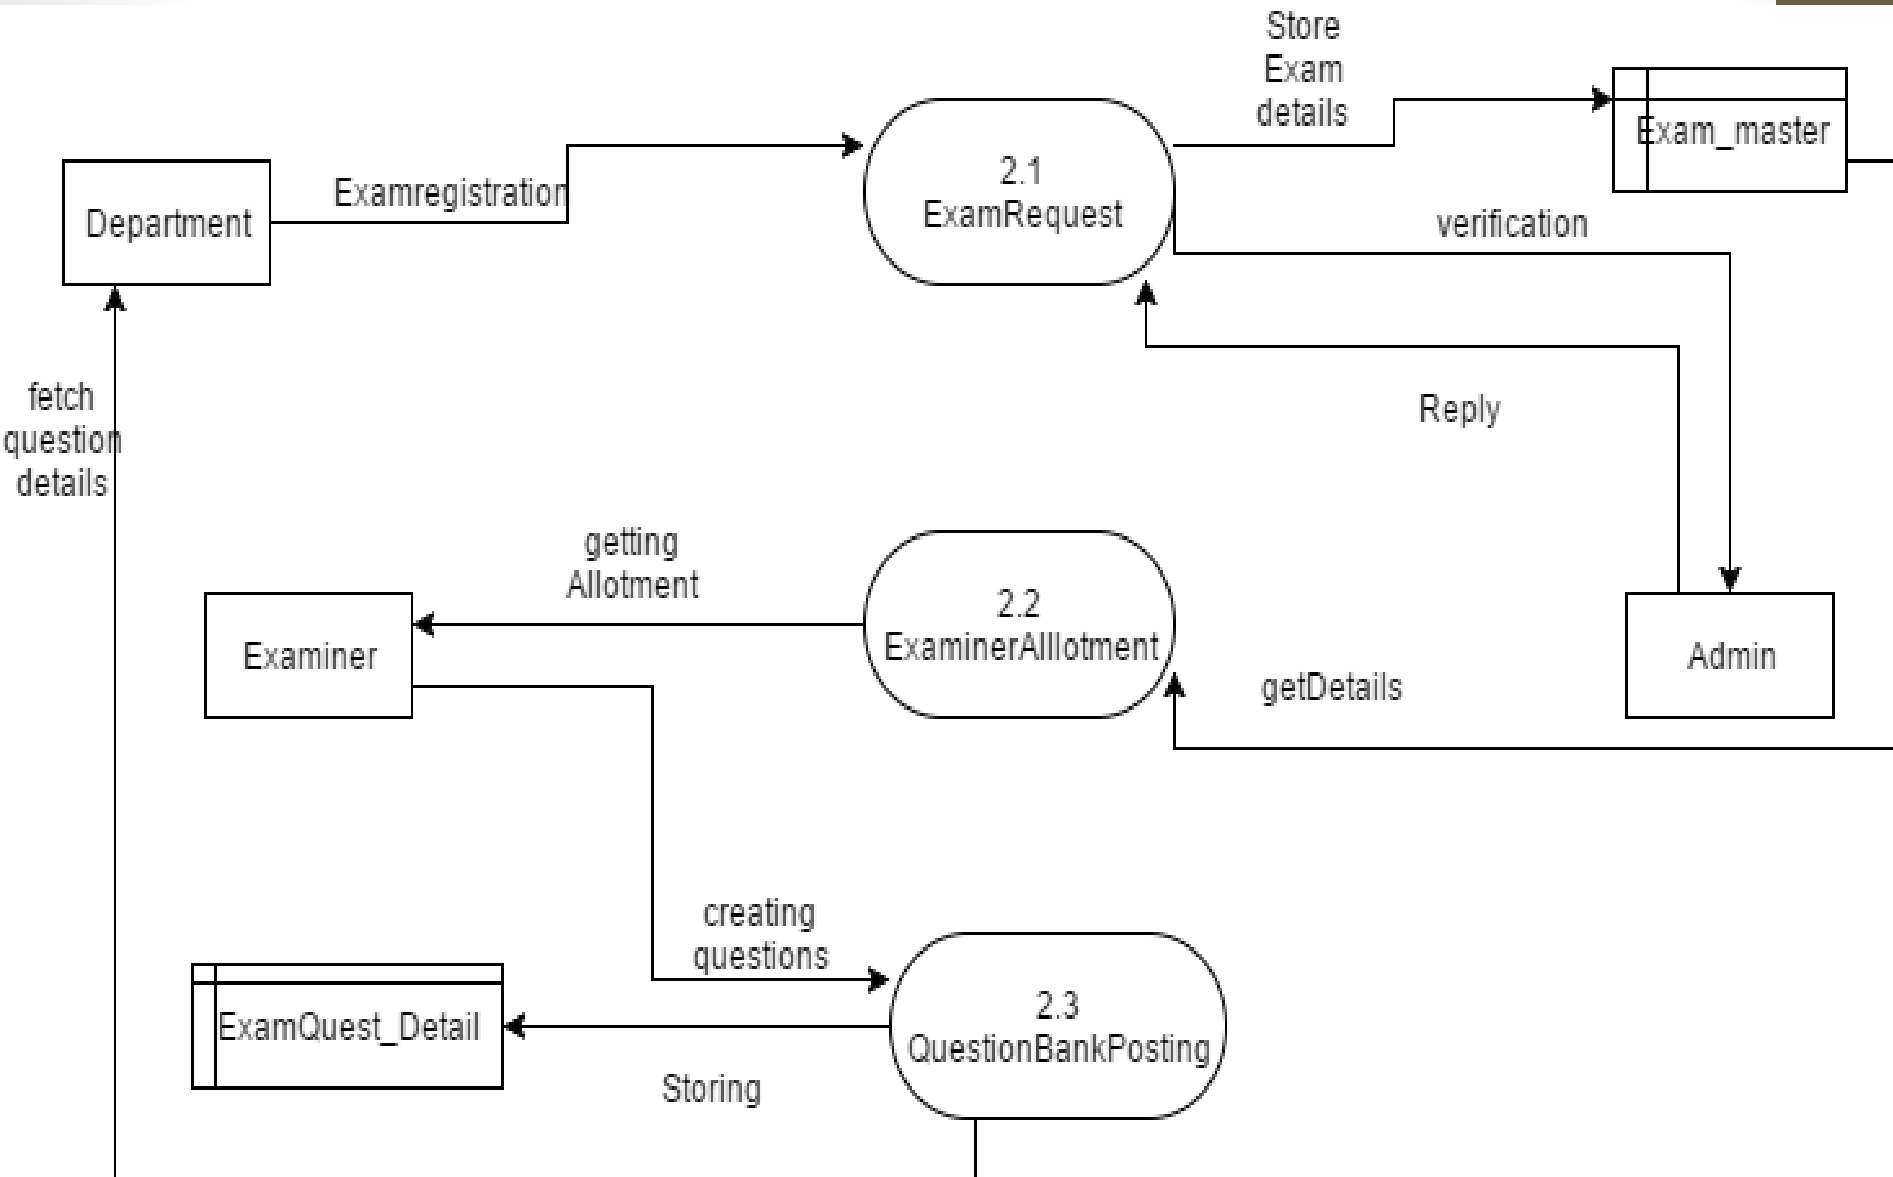 Store
Exam
details
Exam_master
2.1
ExamRequest
Examregistration
Department
verification
fetch
question
details
Reply
getting
Allotment
2.2
ExaminerAlllotment
Examiner
Admin
getDetails
creating
questions
2.3
QuestionBankPosting
ExamQuest_Detail
Storing